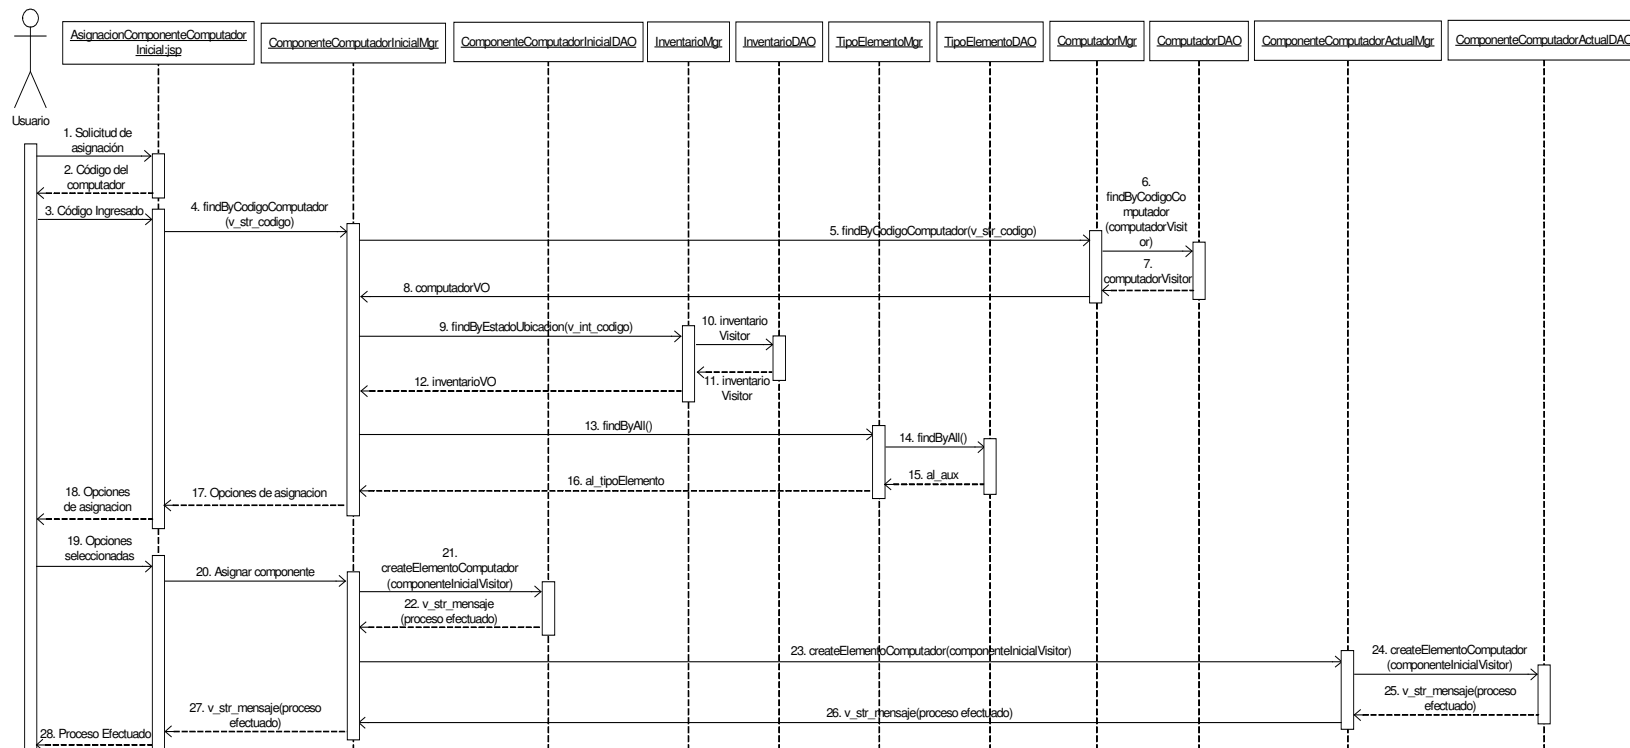 AsignacionComponenteComputador
Inicial:jsp
ComponenteComputadorInicialMgr
ComponenteComputadorInicialDAO
InventarioMgr
InventarioDAO
TipoElementoMgr
TipoElementoDAO
ComputadorMgr
ComputadorDAO
ComponenteComputadorActualMgr
ComponenteComputadorActualDAO
Usuario
1. Solicitud de
asignación
2. Código del
computador
3. Código Ingresado
4. findByCodigoComputador
(v_str_codigo)
5. findByCodigoComputador(v_str_codigo)
6.
findByCodigoCo
mputador
(computadorVisit
or)
7.
computadorVisitor
8. computadorVO
9. findByEstadoUbicacion(v_int_codigo)
10. inventario
Visitor
11. inventario
Visitor
12. inventarioVO
13. findByAll()
14. findByAll()
15. al_aux
16. al_tipoElemento
17. Opciones de asignacion
18. Opciones
de asignacion
19. Opciones
seleccionadas
20. Asignar componente
21.
createElementoComputador
(componenteInicialVisitor)
22. v_str_mensaje
(proceso efectuado)
23. createElementoComputador(componenteInicialVisitor)
24. createElementoComputador
(componenteInicialVisitor)
25. v_str_mensaje(proceso
efectuado)
26. v_str_mensaje(proceso efectuado)
27. v_str_mensaje(proceso
efectuado)
28. Proceso Efectuado